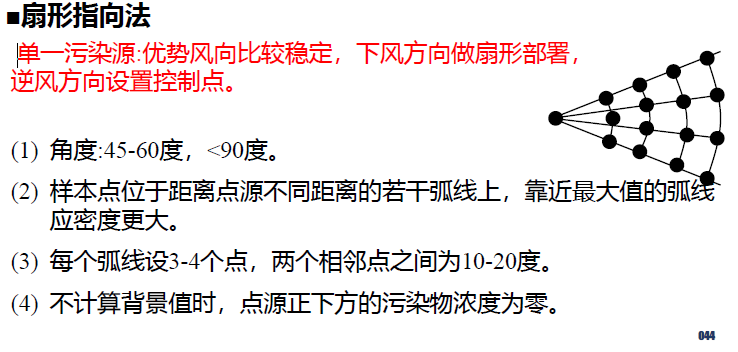 ■扇形指向法
单一污染源:优势风向比较稳定，下风方向做扇形部署，
逆风方向设置控制点。
(1) 角度:45-60度，<90度。
(2) 样本点位于距离点源不同距离的若干弧线上，靠近最大值的弧线
应密度更大。
(3) 每个弧线设3-4个点，两个相邻点之间为10-20度。
(4) 不计算背景值时，点源正下方的污染物浓度为零。
044